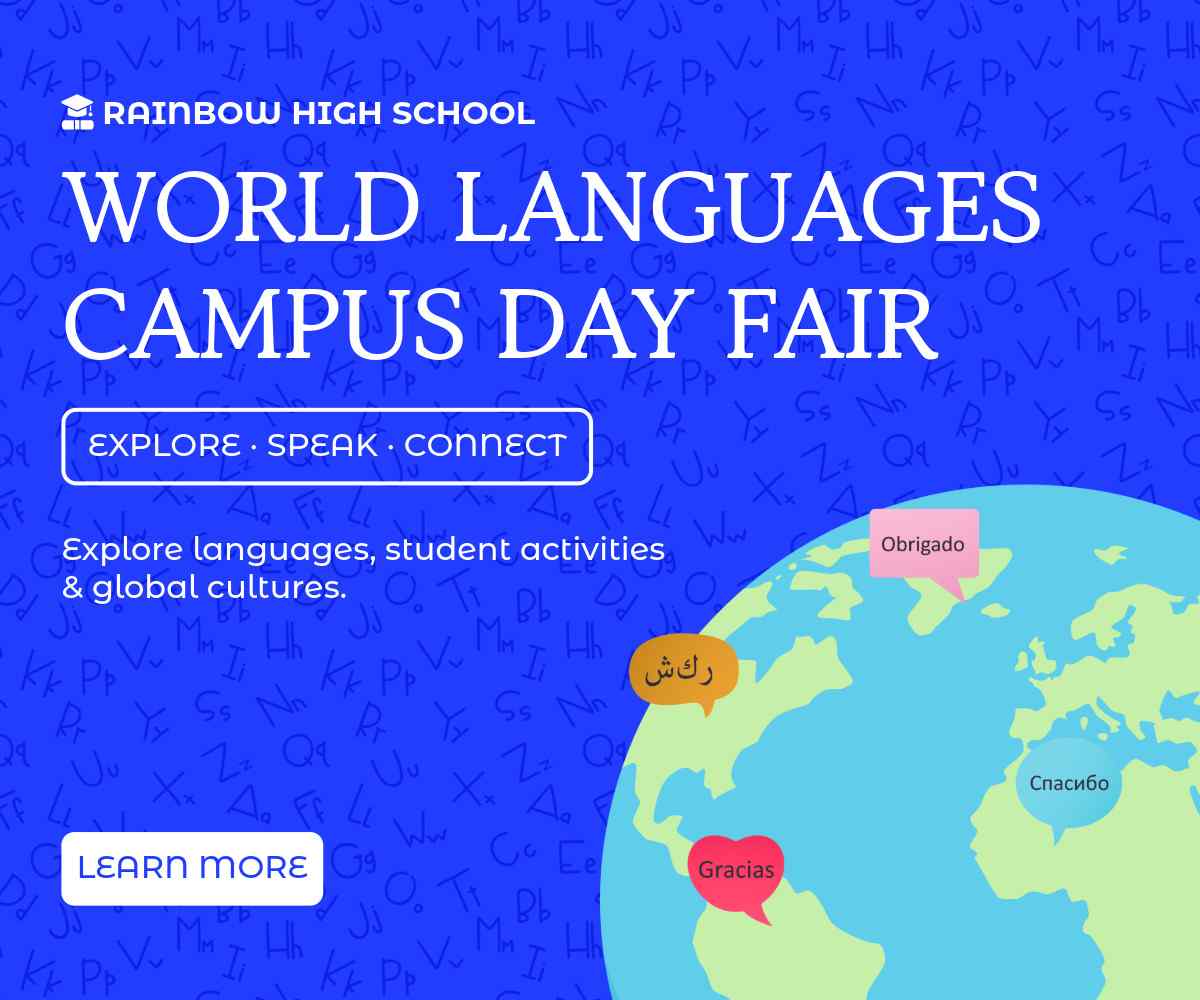 RAINBOW HIGH SCHOOL
WORLD LANGUAGES
CAMPUS DAY FAIR
EXPLORE · SPEAK · CONNECT
Explore languages, student activities
& global cultures.
Obrigado
ركش
Спасибо
Gracias
LEARN MORE